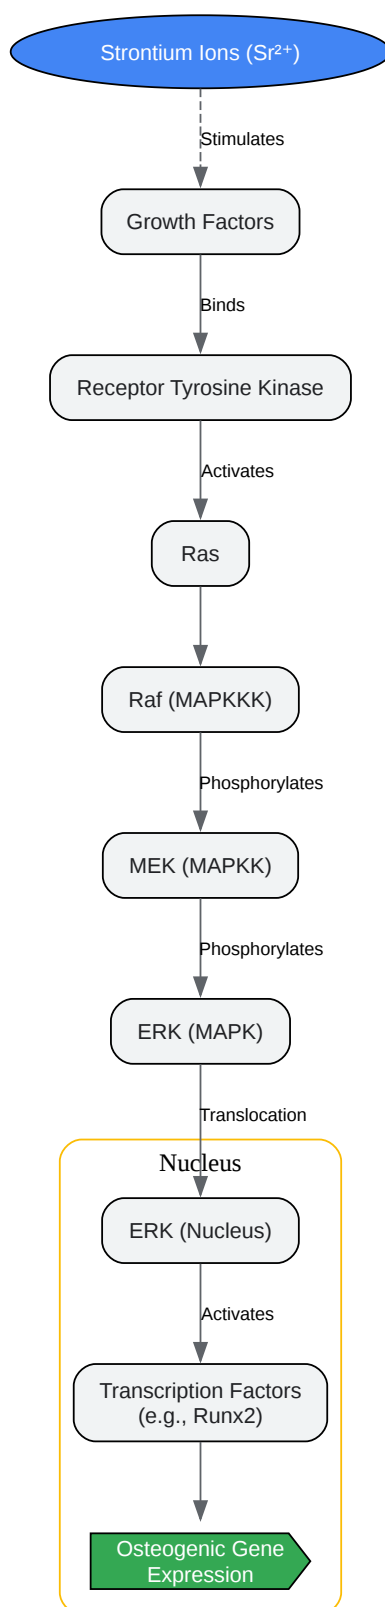 Strontium Ions (Sr²⁺)
Stimulates
Growth Factors
Binds
Receptor Tyrosine Kinase
Activates
Ras
Raf (MAPKKK)
Phosphorylates
MEK (MAPKK)
Phosphorylates
ERK (MAPK)
Translocation
Nucleus
ERK (Nucleus)
Activates
Transcription Factors
(e.g., Runx2)
Osteogenic Gene
Expression